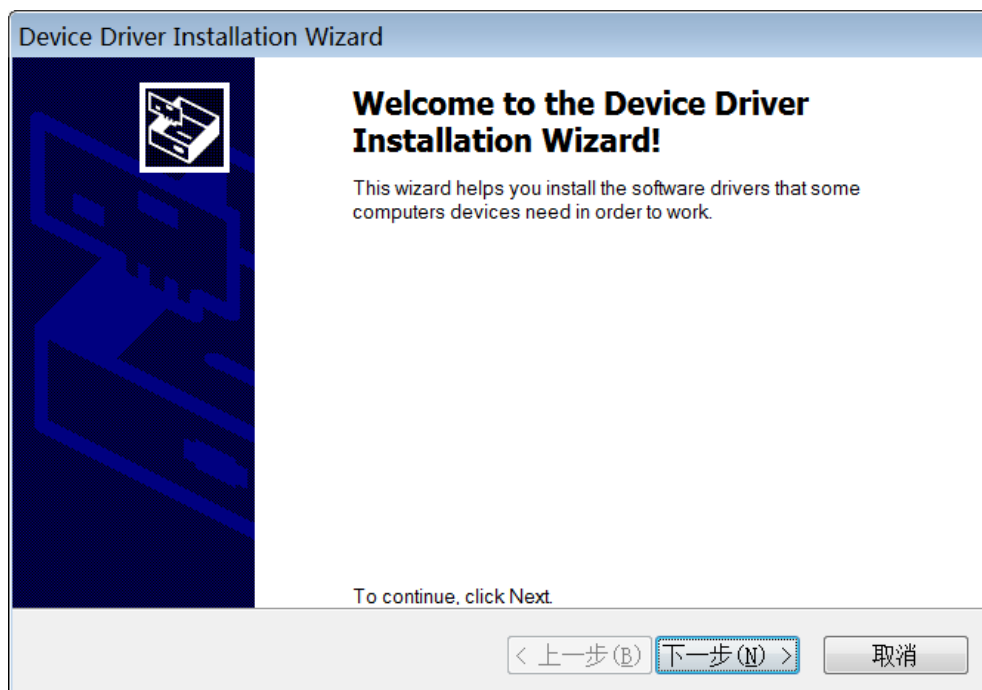 Device Driver Installation Wizard
Welcome to the Device Driver
Installation Wizard!
This wizard helps you install the software drivers that some
computers devices need in order to work.
To continue, click Next.
< 上一步(B) 下一步(N) > 取消